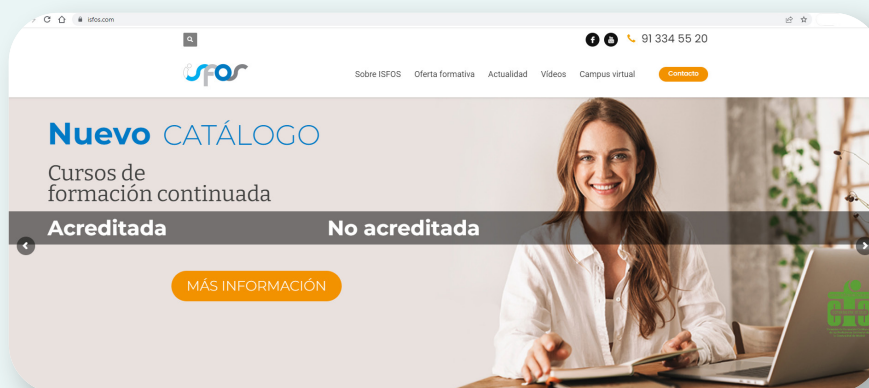 isfos.com
91 334 55 20
isfos
Sobre ISFOS Oferta formativa Actualidad Vídeos Campus virtual Contacto
Nuevo CATÁLOGO
Cursos de
formación continuada
Acreditada No acreditada
MÁS INFORMACIÓN